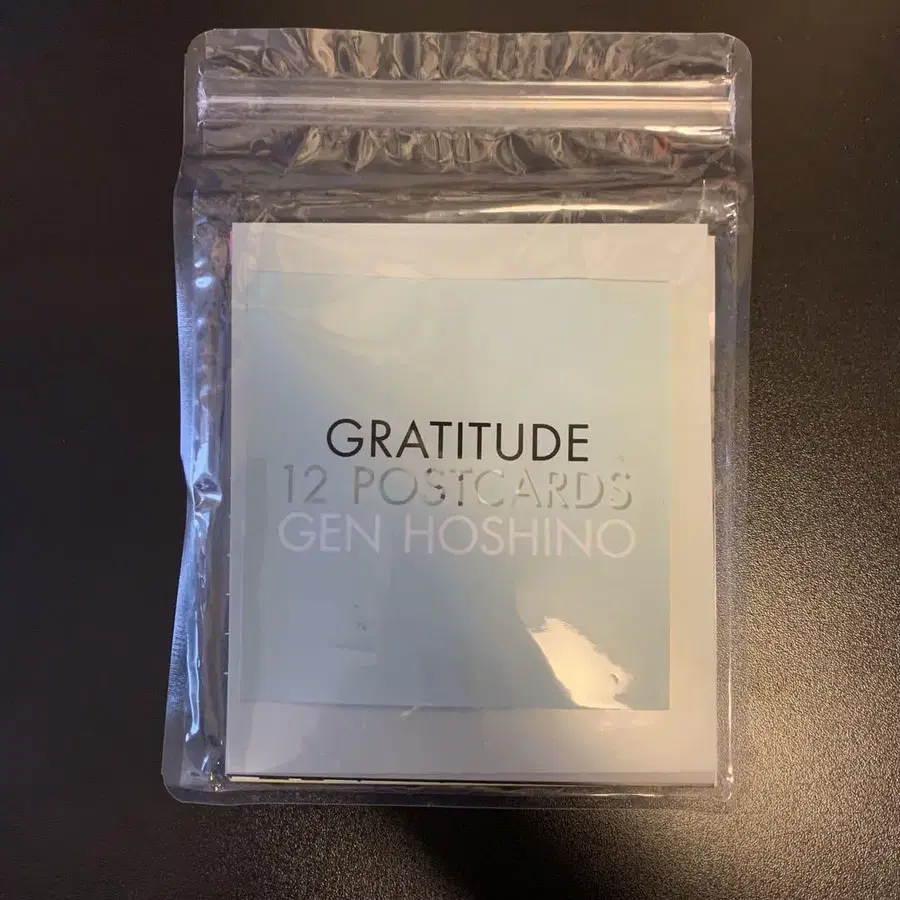 GRATITUDE
12 POSTCARDS
GEN HOSHINO